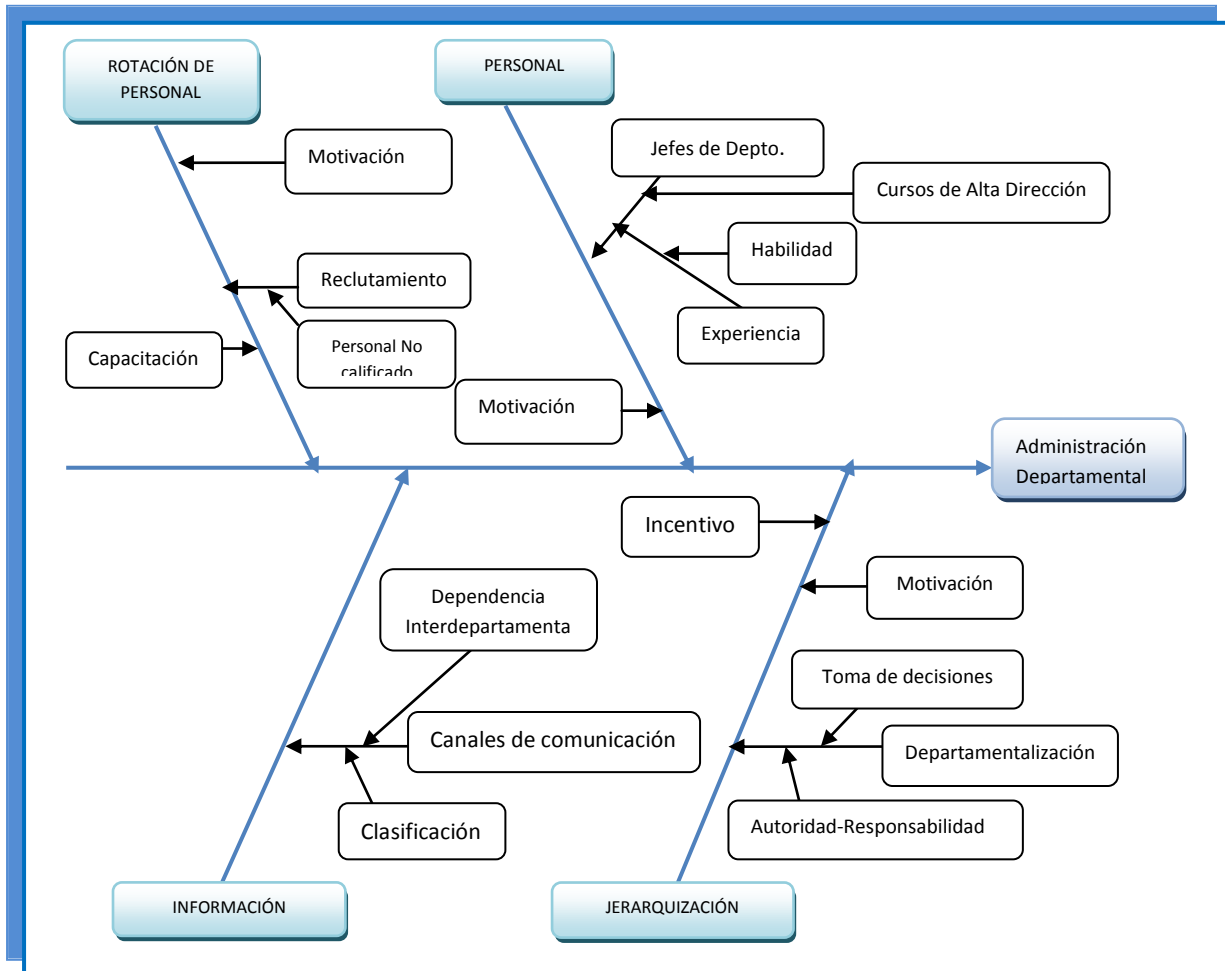 ROTACIÓN DE
PERSONAL
PERSONAL
Motivación
Jefes de Depto.
Cursos de Alta Dirección
Habilidad
Reclutamiento
Experiencia
Capacitación
Personal No
calificado
Motivación
Administración
Departamental
Incentivo
Motivación
Dependencia
Interdepartamenta
Toma de decisiones
Canales de comunicación
Departamentalización
Clasificación
Autoridad-Responsabilidad
INFORMACIÓN
JERARQUIZACIÓN